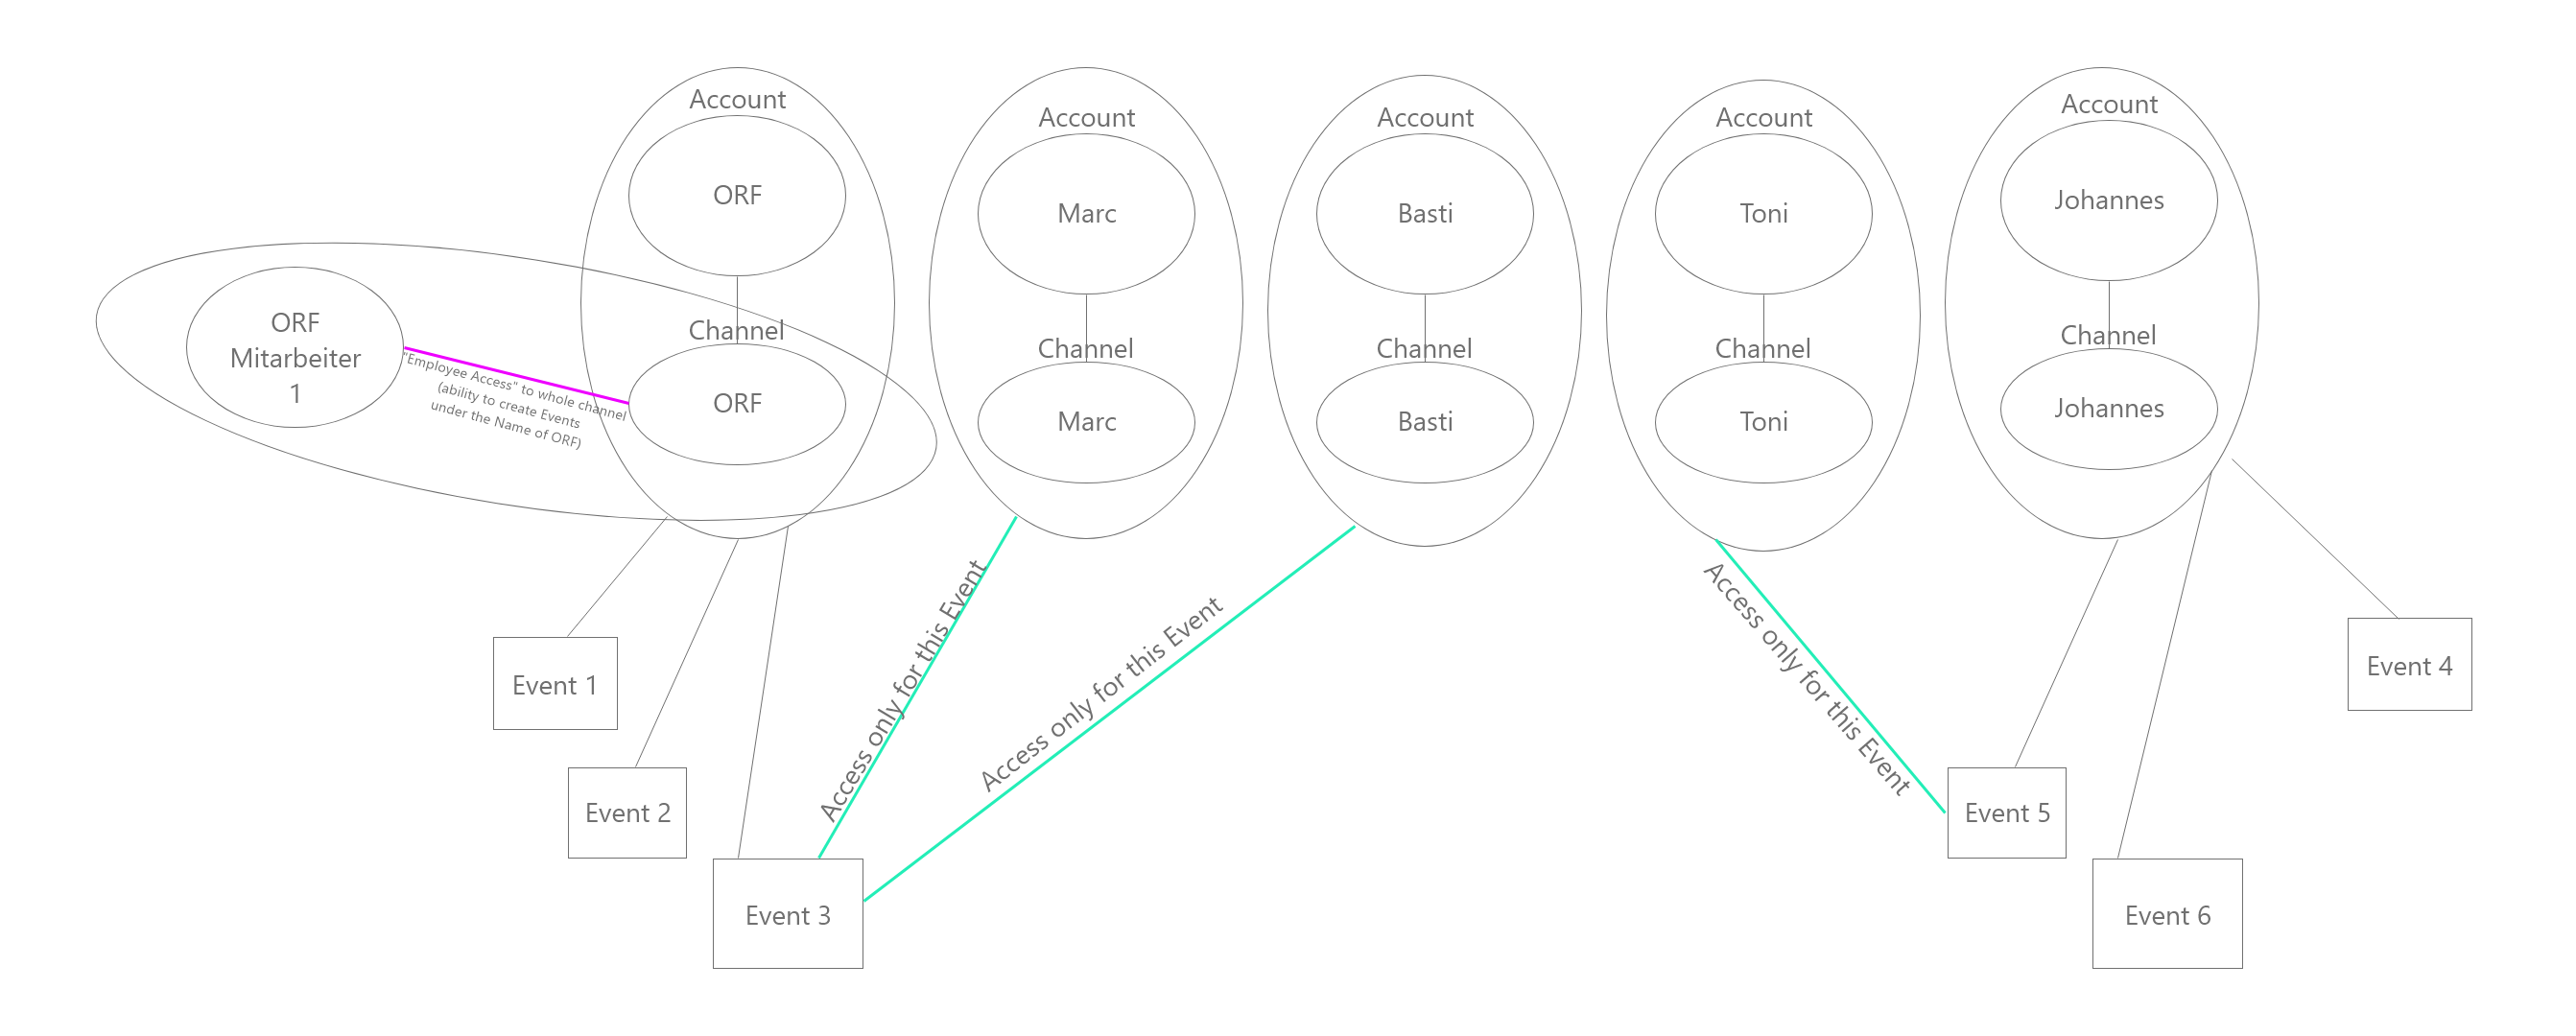 Account
ORF
Channel
ORF
ORF
Mitarbeiter
1
"Employee Access" to whole channel
(ability to create Events
under the Name of ORF)
Account
Marc
Channel
Marc
Account
Basti
Channel
Basti
Account
Toni
Channel
Toni
Account
Johannes
Channel
Johannes
Access only for this Event
Access only for this Event
Access only for this Event
Event 1
Event 2
Event 3
Event 4
Event 5
Event 6